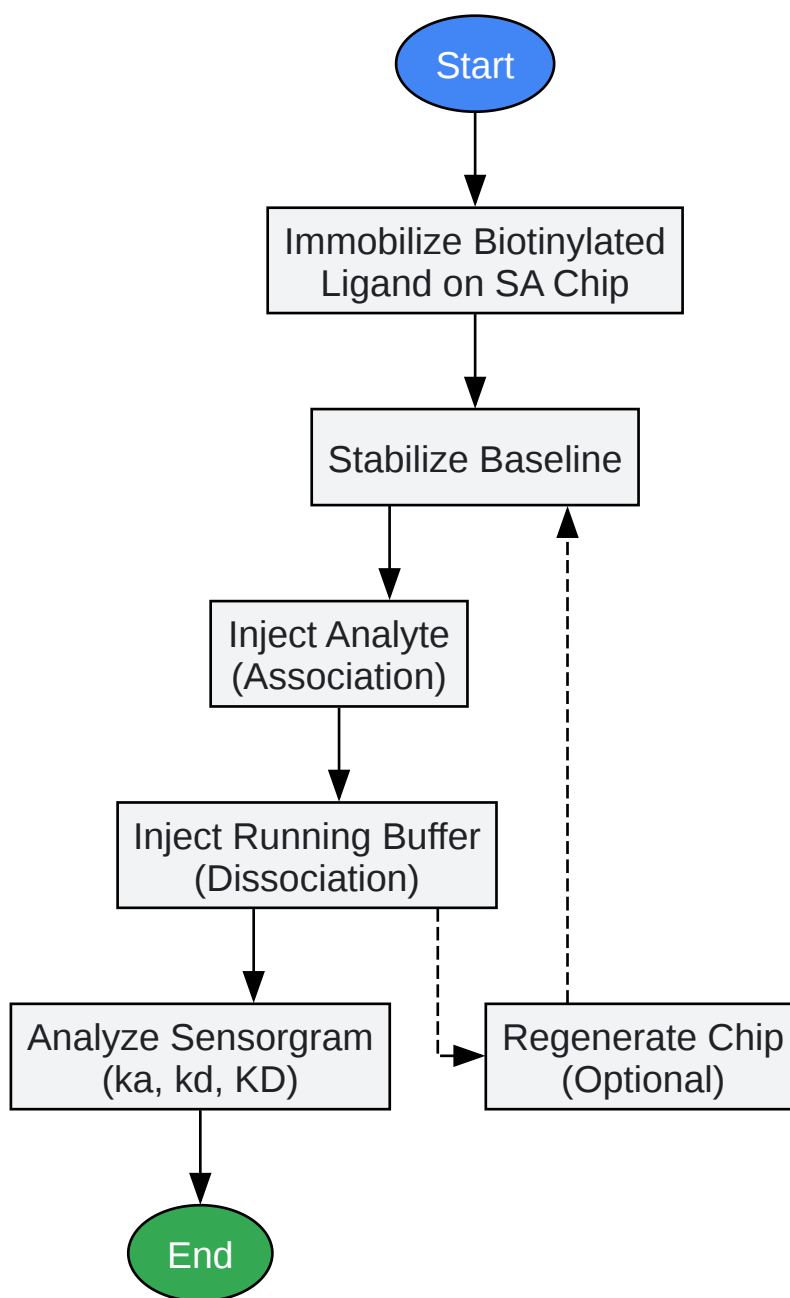 Start
Immobilize Biotinylated
Ligand on SA Chip
Stabilize Baseline
Inject Analyte
(Association)
Inject Running Buffer
(Dissociation)
Analyze Sensorgram
(ka, kd, KD)
Regenerate Chip
(Optional)
End